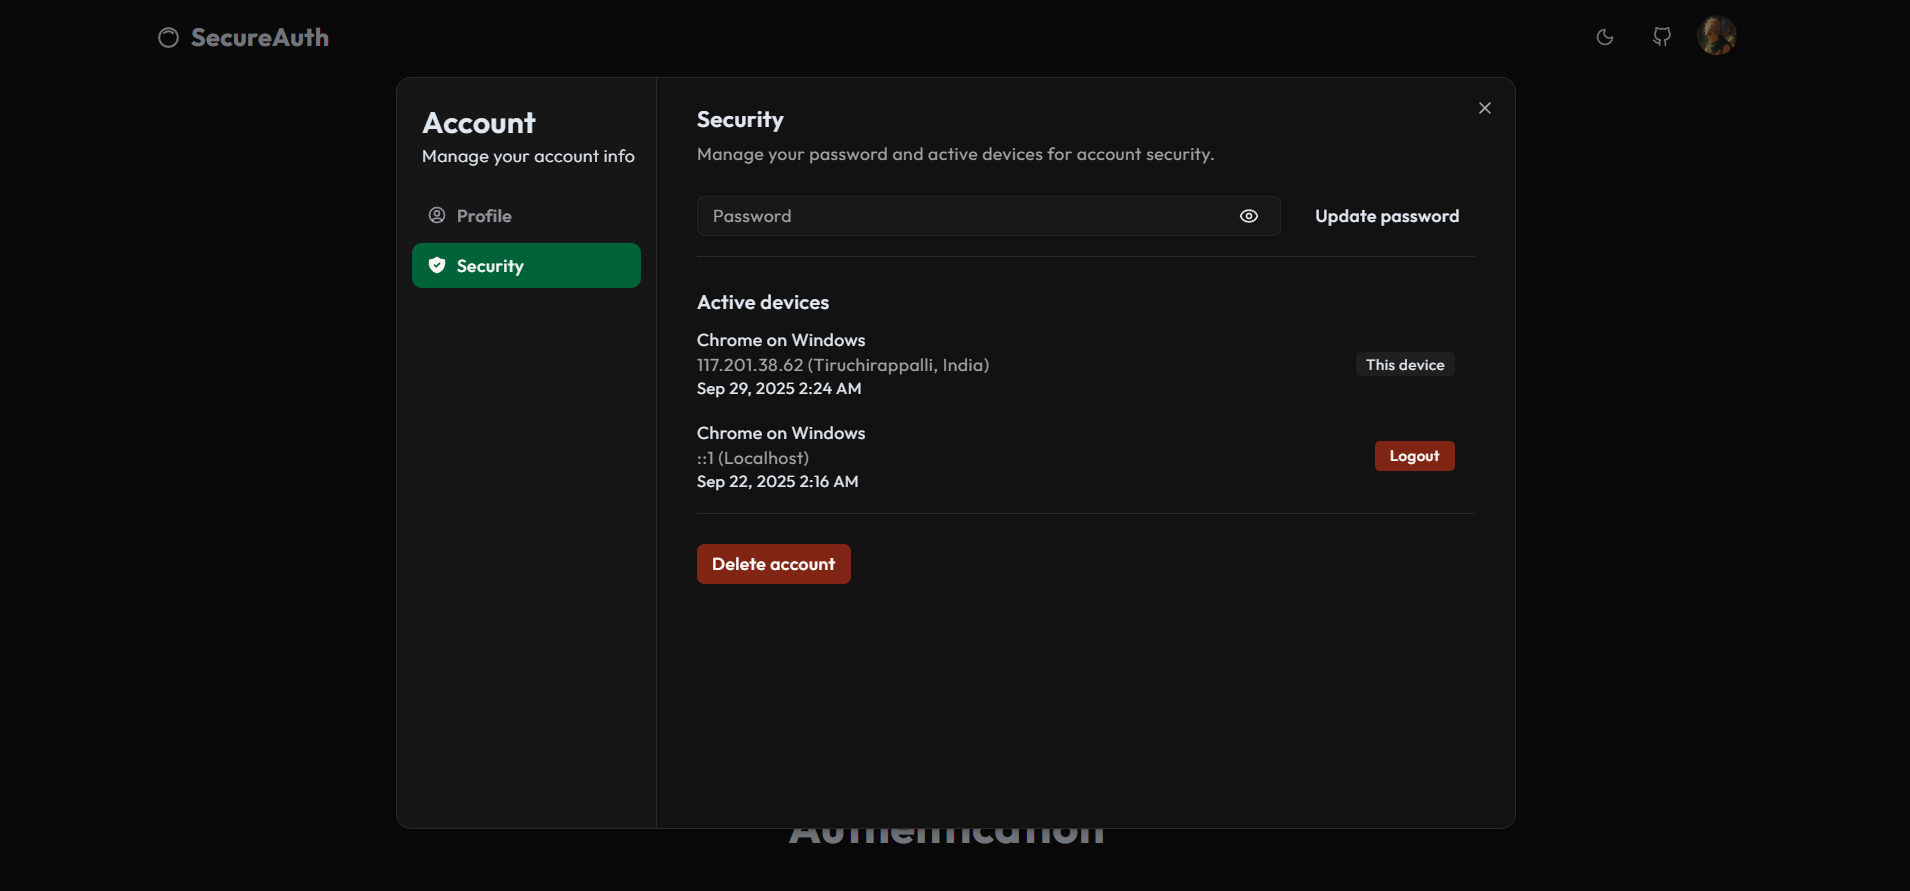 SecureAuth
Account
Manage your account info
Profile
Security
Security
Manage your password and active devices for account security.
Password
Update password
Active devices
Chrome on Windows
117.201.38.62 (Tiruchirappalli, India)
Sep 29, 2025 2:24 AM
This device
Chrome on Windows
::1 (Localhost)
Sep 22, 2025 2:16 AM
Logout
Delete account
Authentication